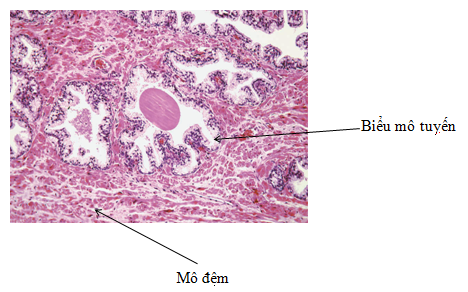 Biểu mô tuyến
Mô đệm